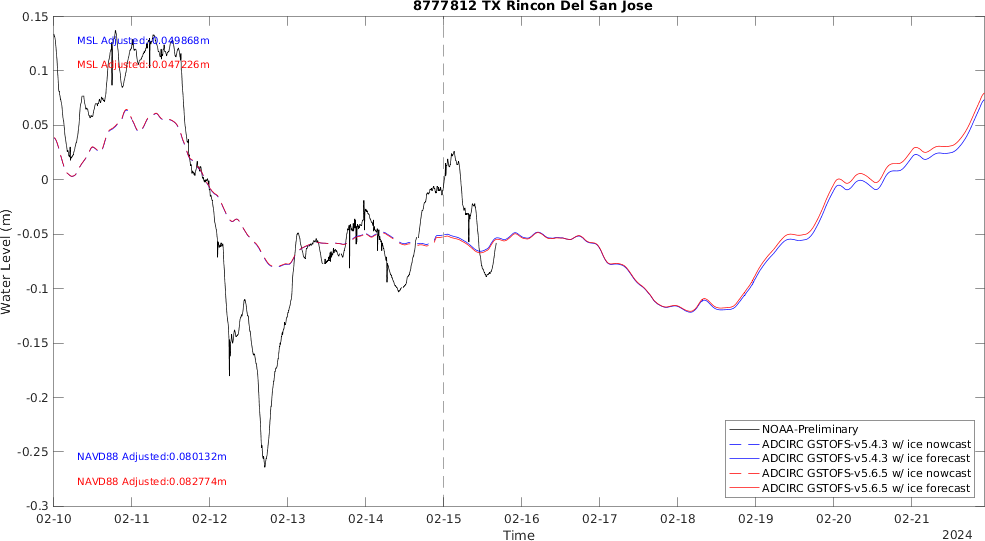 8777812 TX Rincon Del San Jose
MSL Adjusted:-0.049868m
MSL Adjusted:-0.047226m
NAVD88 Adjusted:0.080132m
NAVD88 Adjusted:0.082774m
Water Level (m)
0.15
0.1
0.05
0
-0.05
-0.1
-0.15
-0.2
-0.25
-0.3
NOAA-Preliminary
ADCIRC GSTOFS-v5.4.3 w/ ice nowcast
ADCIRC GSTOFS-v5.4.3 w/ ice forecast
ADCIRC GSTOFS-v5.6.5 w/ ice nowcast
ADCIRC GSTOFS-v5.6.5 w/ ice forecast
02-10 02-11 02-12 02-13 02-14 02-15 02-16 02-17 02-18 02-19 02-20 02-21
Time
2024